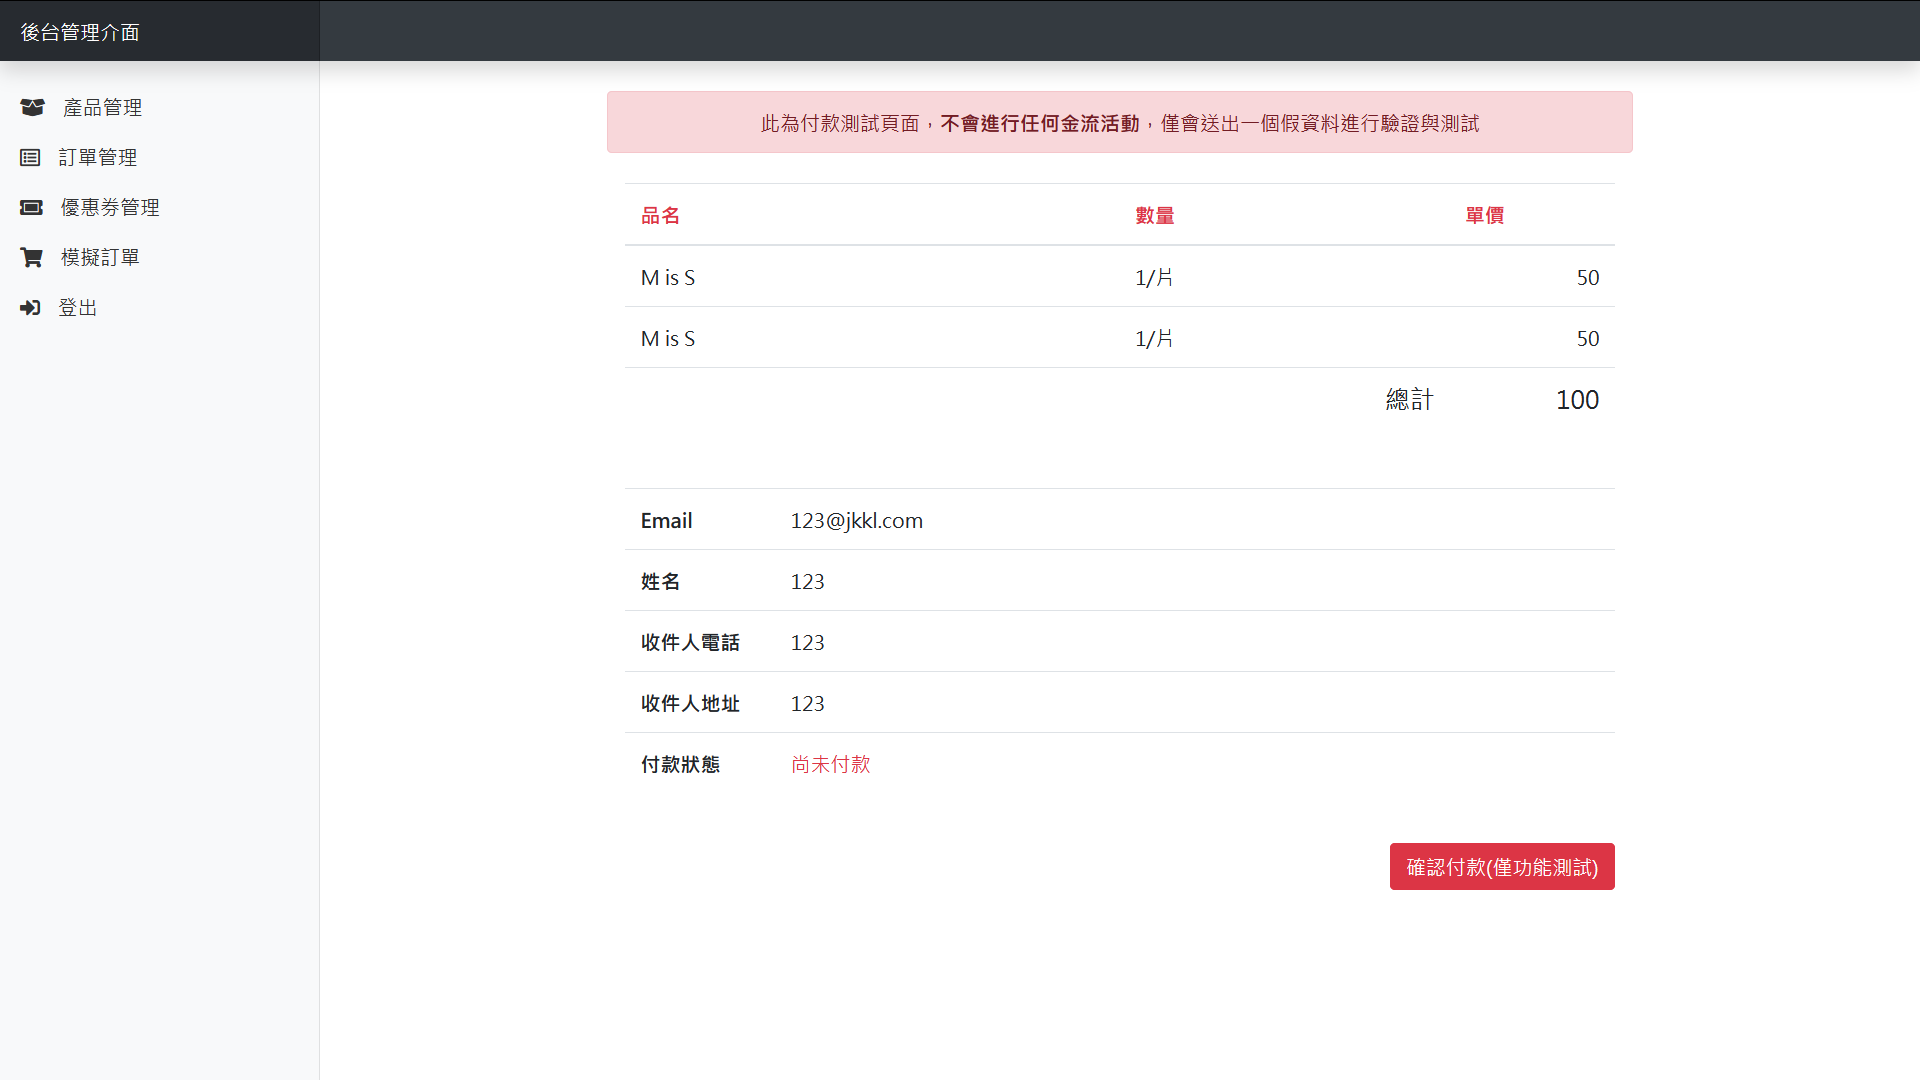 後台管理介面
產品管理
訂單管理
優惠券管理
模擬訂單
登出
此為付款測試頁面，不會進行任何金流活動，僅會送出一個假資料進行驗證與測試
品名 數量 單價
M is S 1/片 50
M is S 1/片 50
總計 100
Email 123@jkkl.com
姓名 123
收件人電話 123
收件人地址 123
付款狀態 尚未付款
確認付款(僅功能測試)